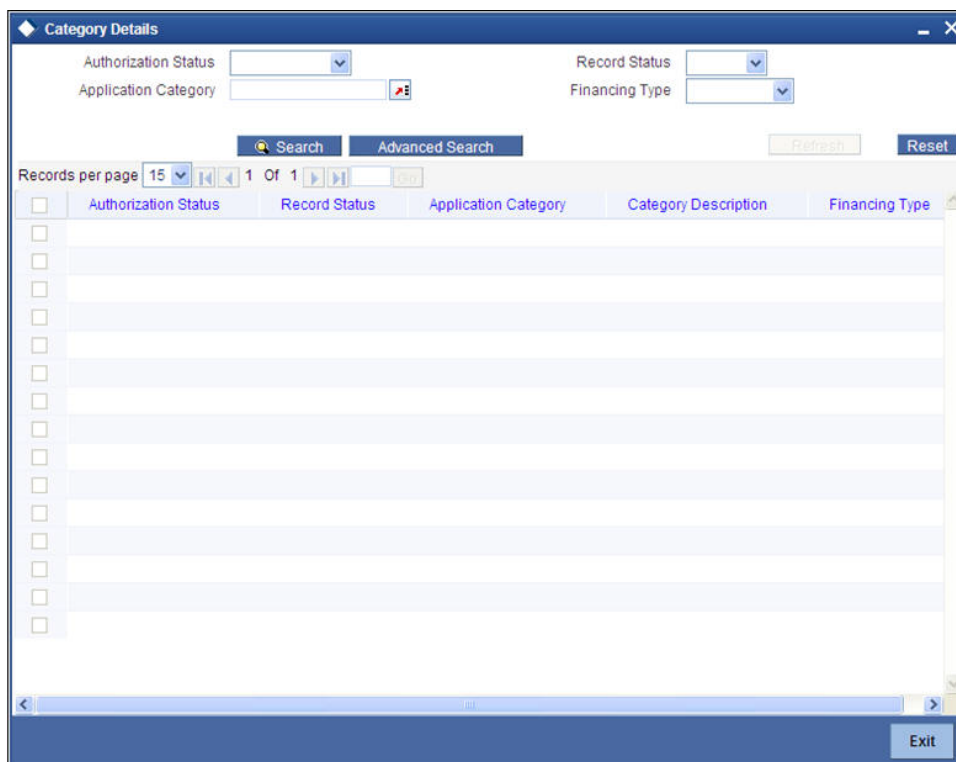 Category Details
Authorization Status Record Status
Application Category Financing Type
Search Advanced Search Refresh Reset
Records per page 15 1 Of 1 Go
Authorization Status Record Status Application Category Category Description Financing Type
Exit